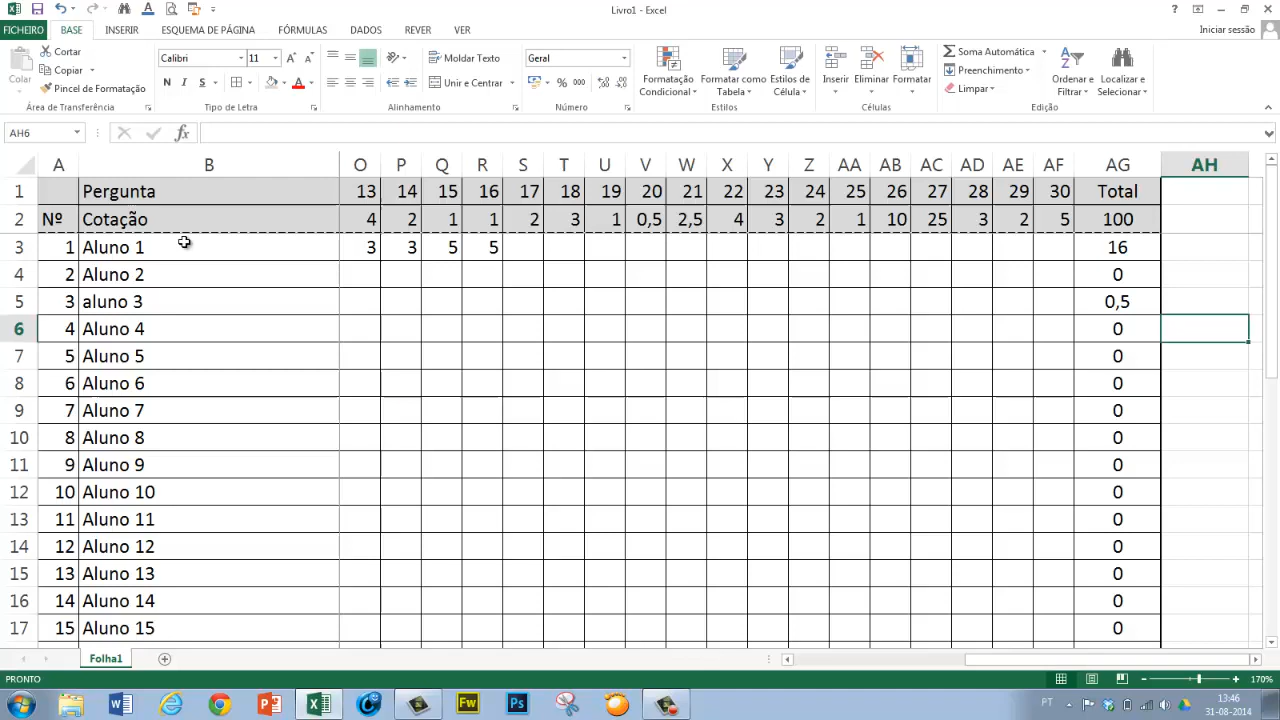 Livro1 - Excel
FICHEIRO BASE INSERIR ESQUEMA DE PÁGINA FÓRMULAS DADOS REVER VER Iniciar sessão
Colar
Cortar
Copiar
Pincel de Formatação
Área de Transferência
Calibri 11
N I S
A
Tipo de Letra
Moldar Texto
Unir e Centrar
Alinhamento
Geral
% 000
Número
Formatação Condicional
Formatar como Tabela
Estilos de Célula
Estilos
Inserir Eliminar Formatar
Células
Soma Automática
Preenchimento
Limpar
Ordenar e Filtrar
Localizar e Selecionar
Edição
AH6 fx
A B O P Q R S T U V W X Y Z AA AB AC AD AE AF AG AH
1 Pergunta 13 14 15 16 17 18 19 20 21 22 23 24 25 26 27 28 29 30 Total
2 Nº Cotação 4 2 1 1 2 3 1 0,5 2,5 4 3 2 1 10 25 3 2 5 100
3 1 Aluno 1 3 3 5 5 16
4 2 Aluno 2 0
5 3 aluno 3 0,5
6 4 Aluno 4 0
7 5 Aluno 5 0
8 6 Aluno 6 0
9 7 Aluno 7 0
10 8 Aluno 8 0
11 9 Aluno 9 0
12 10 Aluno 10 0
13 11 Aluno 11 0
14 12 Aluno 12 0
15 13 Aluno 13 0
16 14 Aluno 14 0
17 15 Aluno 15 0
Folha1
PRONTO 170%
Fw Ps PT 13:46
31-08-2014